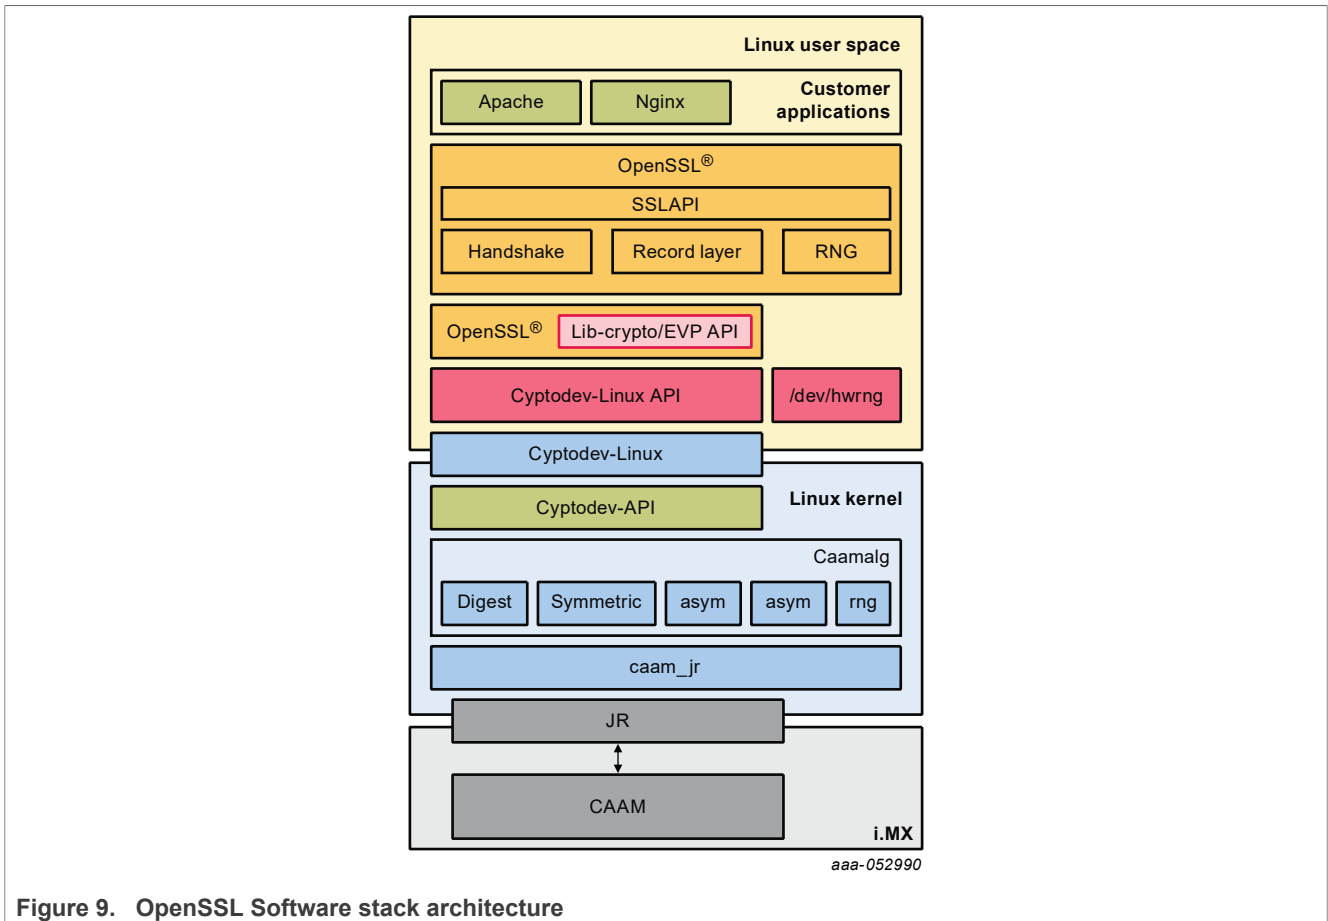 Linux user space
Customer
applications
Apache
Nginx
OpenSSL®
SSLAPI
Handshake
Record layer
RNG
OpenSSL®
Lib-crypto/EVP API
Cyptodev-Linux API
/dev/hwrng
Cyptodev-Linux
Linux kernel
Cyptodev-API
Caamalg
Digest
Symmetric
asym
asym
rng
caam_jr
JR
CAAM
i.MX
aaa-052990
Figure 9. OpenSSL Software stack architecture